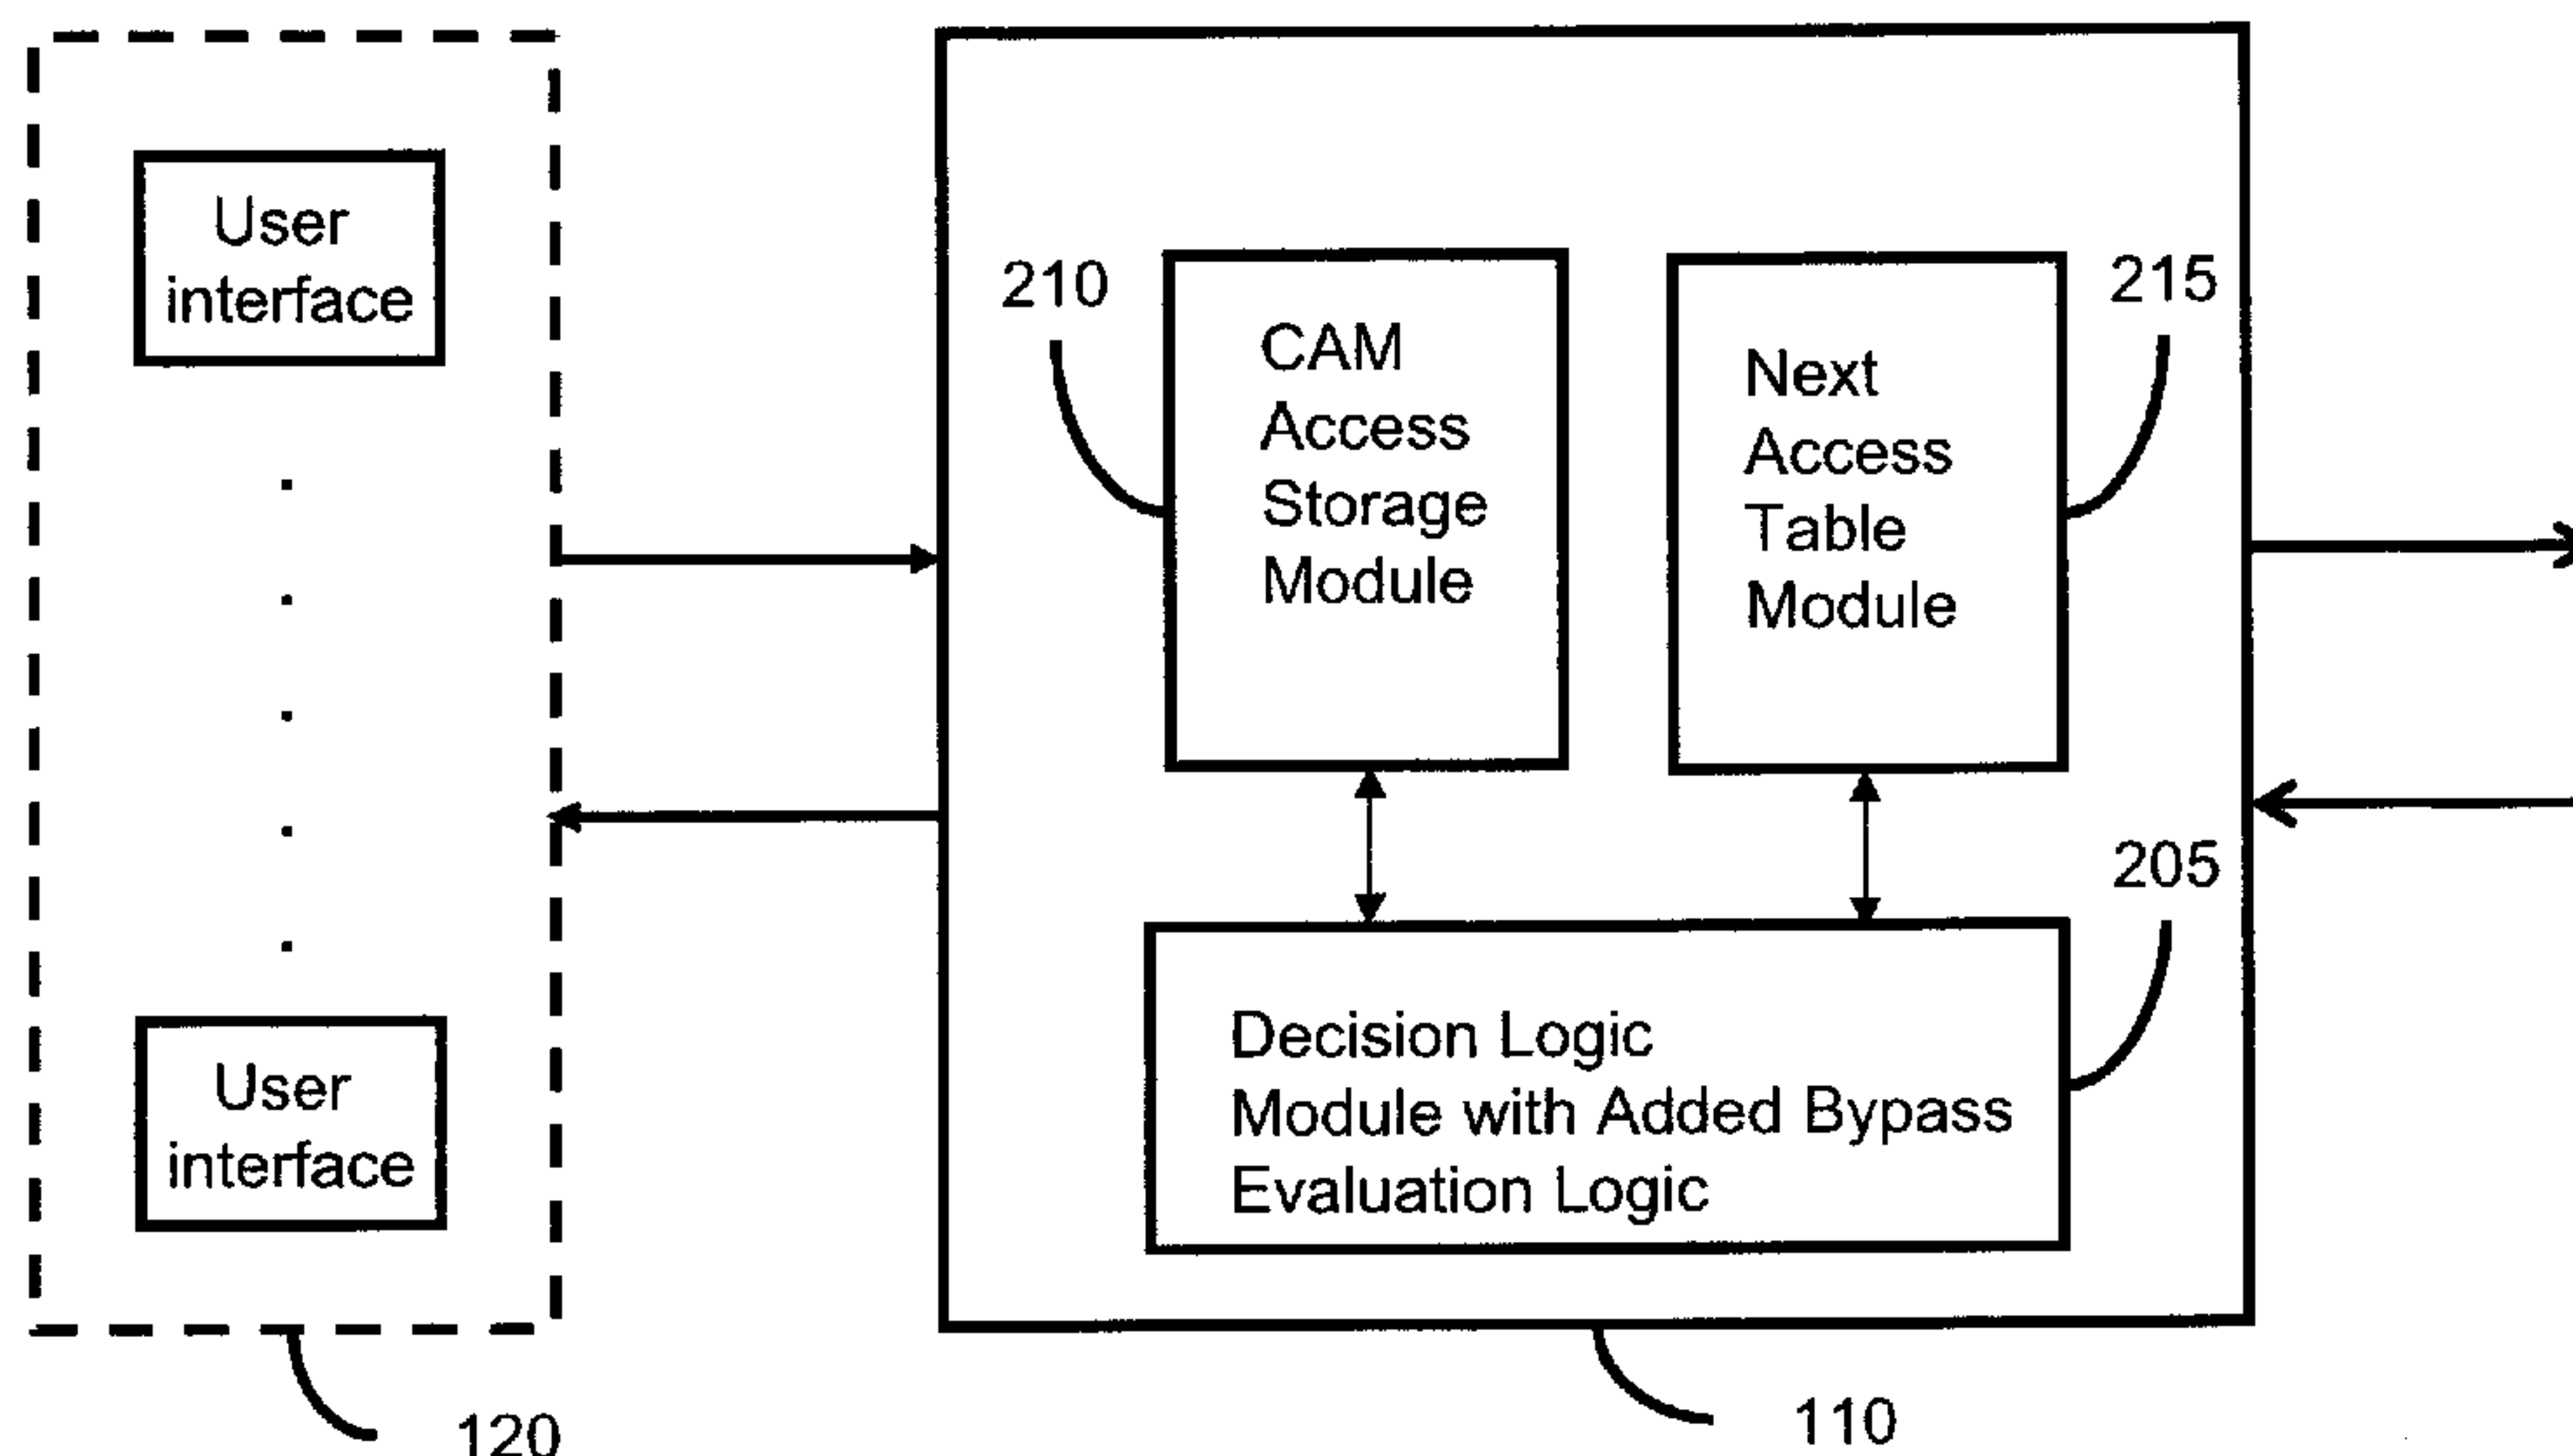 User
interface
210
CAM
Access
Storage
Module
Next
Access
Table
Module
215
205
Decision Logic
Module with Added Bypass
Evaluation Logic
User
interface
120
110